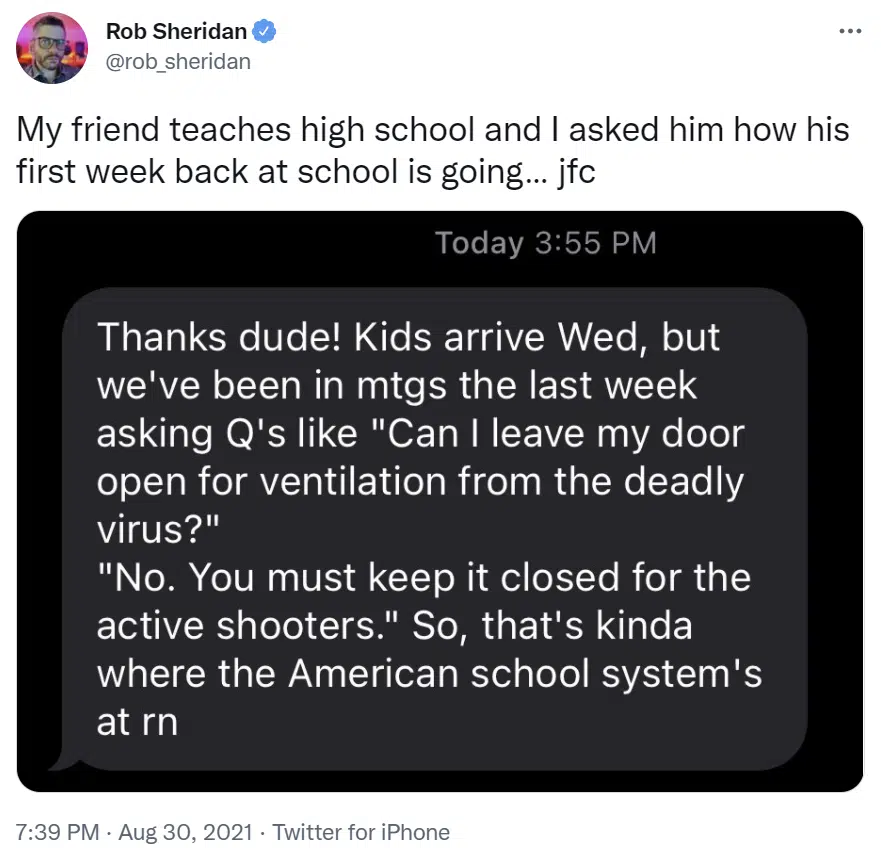 Rob Sheridan
@rob_sheridan
My friend teaches high school and I asked him how his
first week back at school is going... jfc
Today 3:55 PM
Thanks dude! Kids arrive Wed, but
we've been in mtgs the last week
asking Q's like "Can I leave my door
open for ventilation from the deadly
virus?"
"No. You must keep it closed for the
active shooters." So, that's kinda
where the American school system's
at rn
7:39 PM · Aug 30, 2021 · Twitter for iPhone